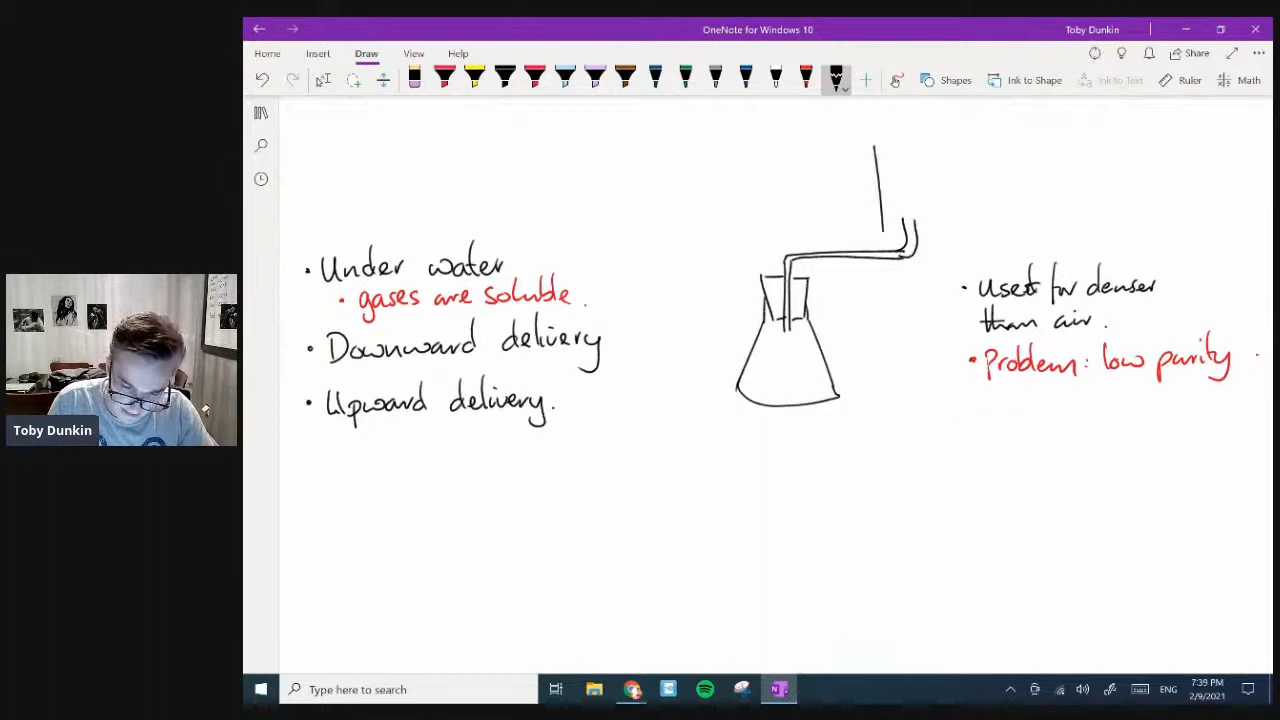 OneNote for Windows 10
Toby Dunkin
Home Insert Draw View Help
Share
Shapes
Ink to Shape
Ink to Text
Ruler
Math
• Under water
• gases are soluble.
• Downward delivery
• Upward delivery.
• Used for denser
than air.
• Problem: low purity
Toby Dunkin
Type here to search
ENG
7:39 PM
2/9/2021